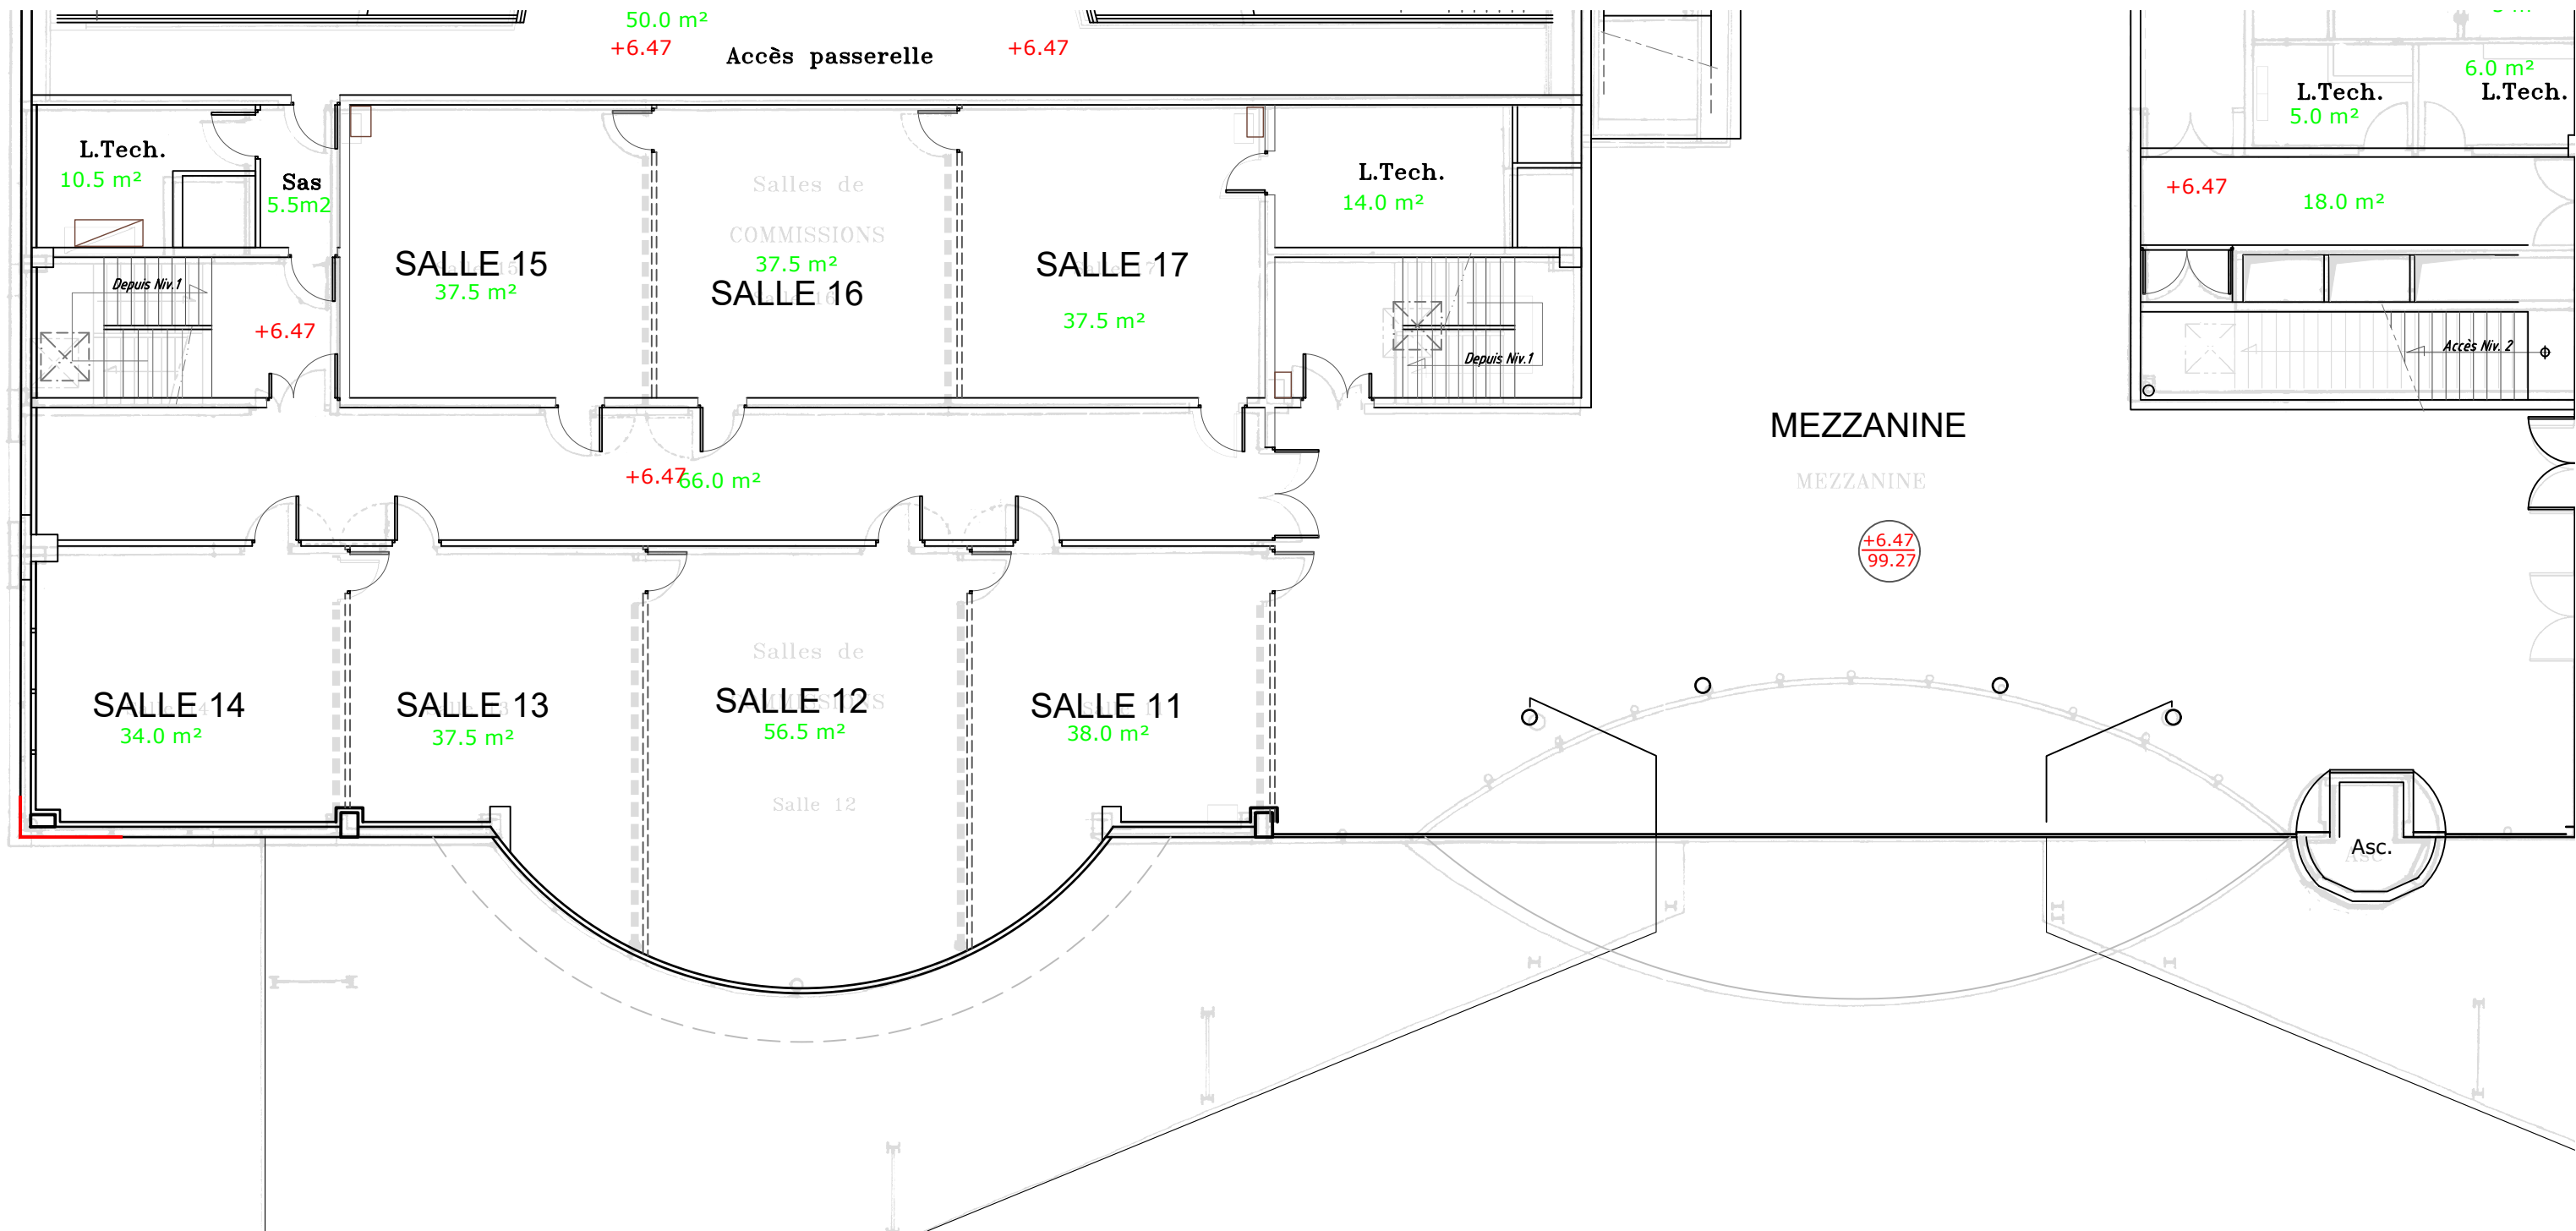 50.0 m²
+6.47
Accès passerelle
+6.47
6.0 m²
L.Tech.
L.Tech.
5.0 m²
L.Tech.
10.5 m²
Sas
5.5m2
Salles de
COMMISSIONS
37.5 m²
SALLE 15
37.5 m²
SALLE 16
SALLE 17
37.5 m²
L.Tech.
14.0 m²
+6.47
18.0 m²
Depuis Niv.1
+6.47
Depuis Niv.1
Accès Niv. 2
MEZZANINE
MEZZANINE
+6.47
66.0 m²
+6.47
99.27
Salles de
SALLE 14
34.0 m²
SALLE 13
37.5 m²
SALLE 12
56.5 m²
SALLE 11
38.0 m²
Salle 12
Asc.